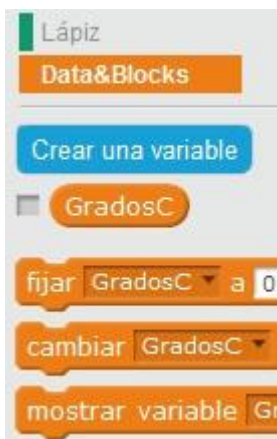 Lápiz
Data&Blocks
Crear una variable
GradosC
fijar GradosC a 0
cambiar GradosC
mostrar variable